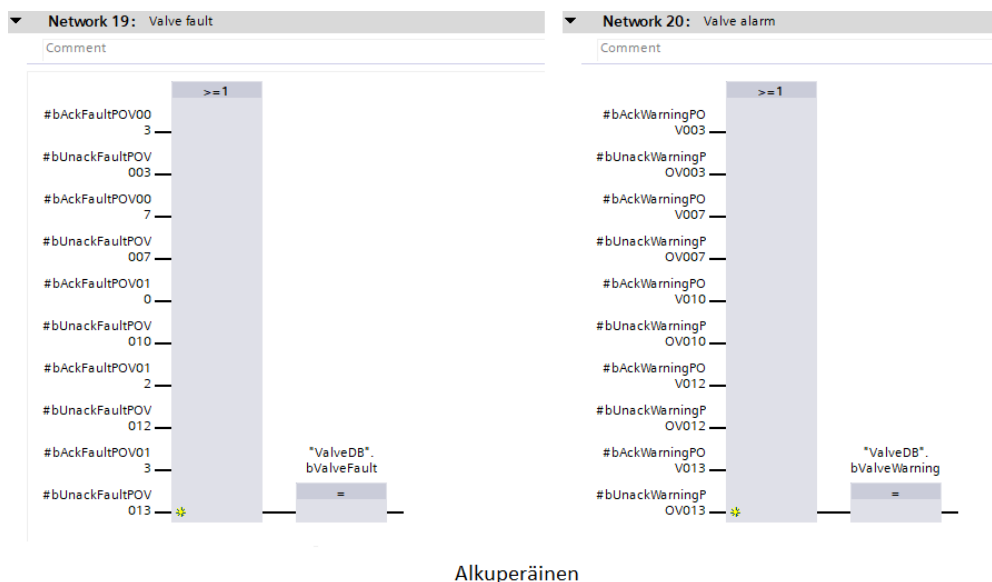 Network 19: Valve fault
Comment
>=1
#bAckFaultPOV00
3
#bUnackFaultPOV
003
#bAckFaultPOV00
7
#bUnackFaultPOV
007
#bAckFaultPOV01
0
#bUnackFaultPOV
010
#bAckFaultPOV01
2
#bUnackFaultPOV
012
#bAckFaultPOV01
3
#bUnackFaultPOV
013
"ValveDB".
bValveFault
=
Network 20: Valve alarm
Comment
>=1
#bAckWarningPO
V003
#bUnackWarningP
OV003
#bAckWarningPO
V007
#bUnackWarningP
OV007
#bAckWarningPO
V010
#bUnackWarningP
OV010
#bAckWarningPO
V012
#bUnackWarningP
OV012
#bAckWarningPO
V013
#bUnackWarningP
OV013
"ValveDB".
bValveWarning
=
Alkuperäinen